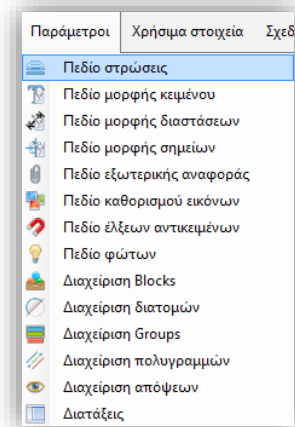 Παράμετροι Χρήσιμα στοιχεία Σχεδ
Πεδίο στρώσεις
Πεδίο μορφής κειμένου
Πεδίο μορφής διαστάσεων
Πεδίο μορφής σημείων
Πεδίο εξωτερικής αναφοράς
Πεδίο καθορισμού εικόνων
Πεδίο έλξεων αντικειμένων
Πεδίο φώτων
Διαχείριση Blocks
Διαχείριση διατομών
Διαχείριση Groups
Διαχείριση πολυγραμμών
Διαχείριση απόψεων
Διατάξεις